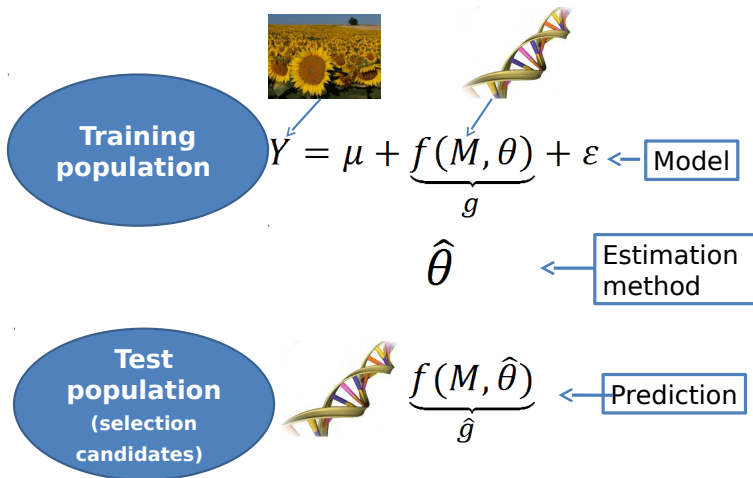 Training
population
Y = μ + f(M, θ) + ε
g
Model
θ̂
Estimation
method
Test
population
(selection
candidates)
f(M, θ̂)
ĝ
Prediction